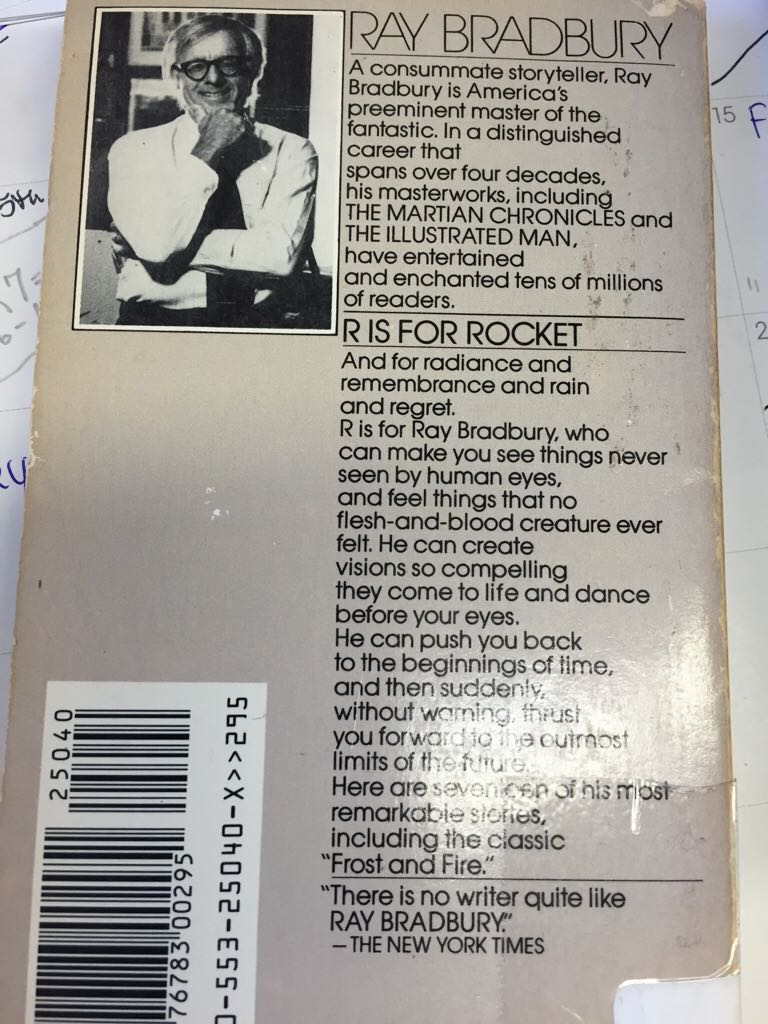 RAY BRADBURY
A consummate storyteller, Ray
Bradbury is America's
preeminent master of the
fantastic. In a distinguished
career that
spans over four decades,
his masterworks, including
THE MARTIAN CHRONICLES and
THE ILLUSTRATED MAN,
have entertained
and enchanted tens of millions
of readers.
R IS FOR ROCKET
And for radiance and
remembrance and rain
and regret.
R is for Ray Bradbury, who
can make you see things never
seen by human eyes,
and feel things that no
flesh-and-blood creature ever
felt. He can create
visions so compelling
they come to life and dance
before your eyes.
He can push you back
to the beginnings of time,
and then suddenly,
without warning, thrust
you forward to the outmost
limits of the future.
Here are seventeen of his most
remarkable stories,
including the classic
"Frost and Fire."
"There is no writer quite like
RAY BRADBURY."
—THE NEW YORK TIMES
25040
76783 00295
0-553-25040-X>>295
15